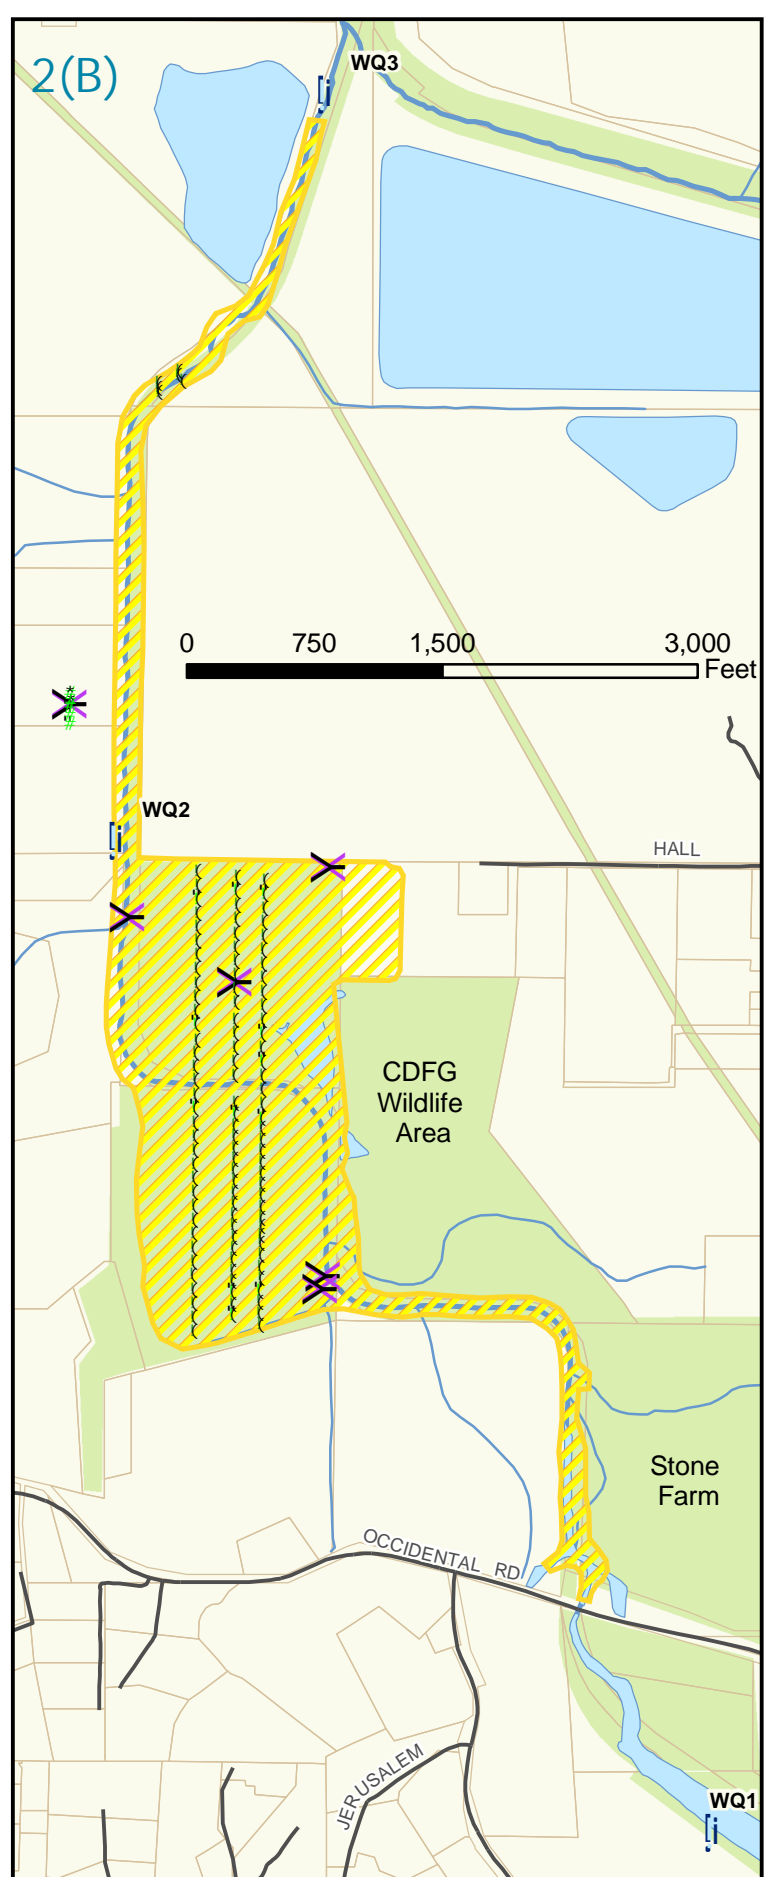 2(B)
WQ3
0 750 1,500 3,000
Feet
WQ2
HALL
CDFG
Wildlife
Area
Stone
Farm
OCCIDENTAL RD
JERUSALEM
WQ1